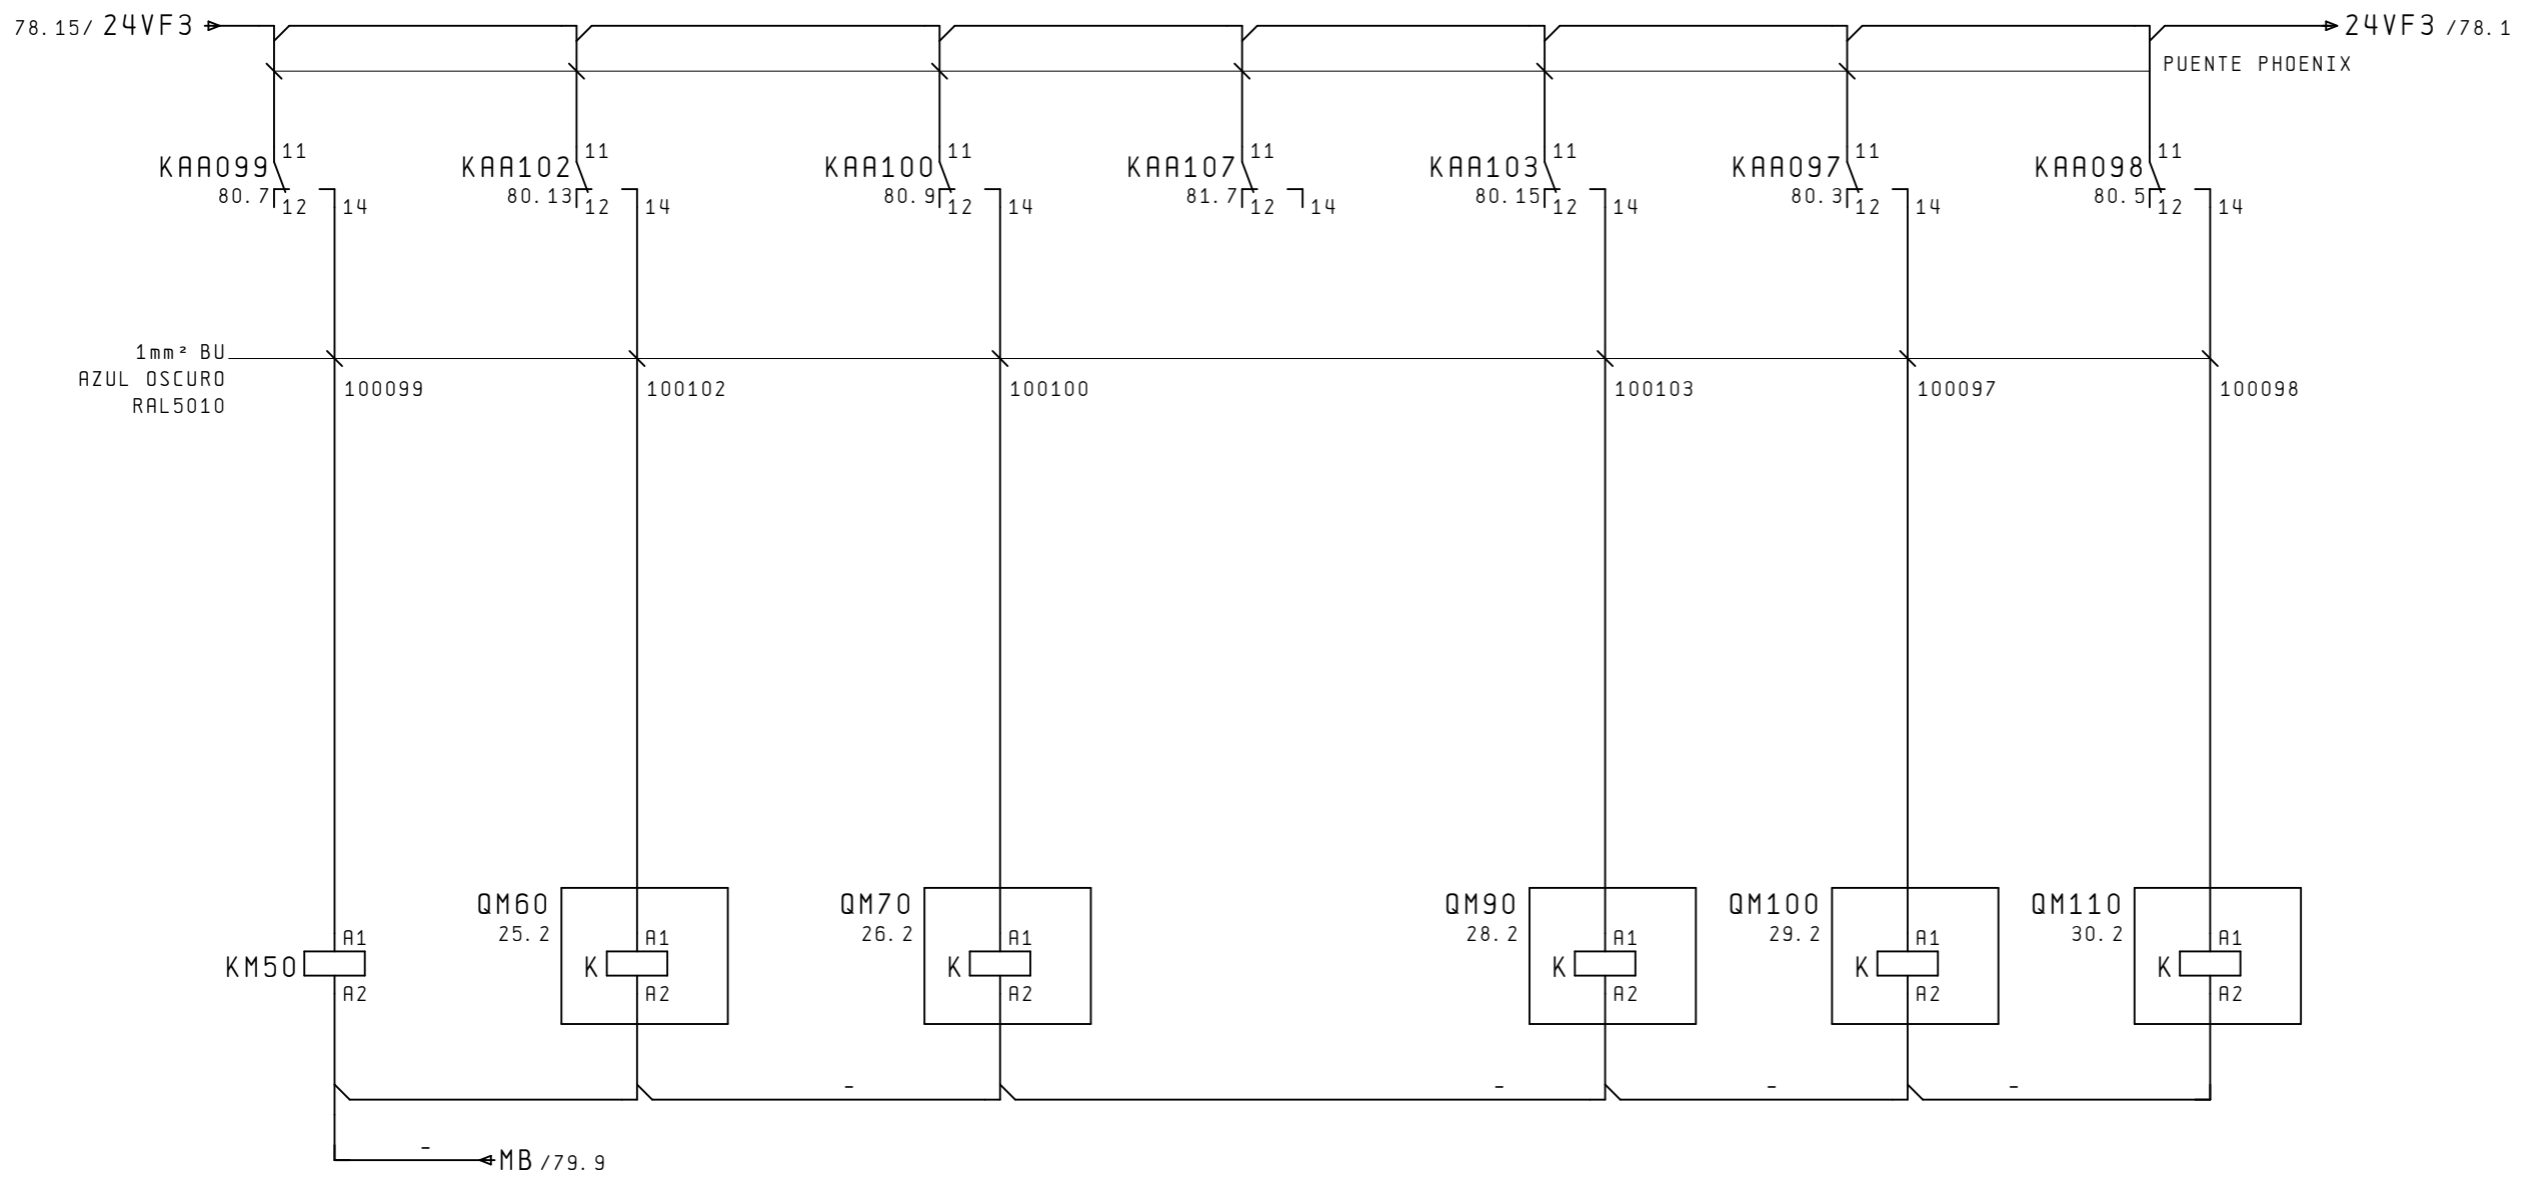 78.15/ 24VF3
24VF3 /78.1
PUENTE PHOENIX
KAA099 11
80.7 12 14
KAA102 11
80.13 12 14
KAA100 11
80.9 12 14
KAA107 11
81.7 12 14
KAA103 11
80.15 12 14
KAA097 11
80.3 12 14
KAA098 11
80.5 12 14
1mm² BU
AZUL OSCURO
RAL5010
100099
100102
100100
100103
100097
100098
KM50 A1
A2
QM60
25.2
K A1
A2
QM70
26.2
K A1
A2
QM90
28.2
K A1
A2
QM100
29.2
K A1
A2
QM110
30.2
K A1
A2
- - - -
-
MB /79.9